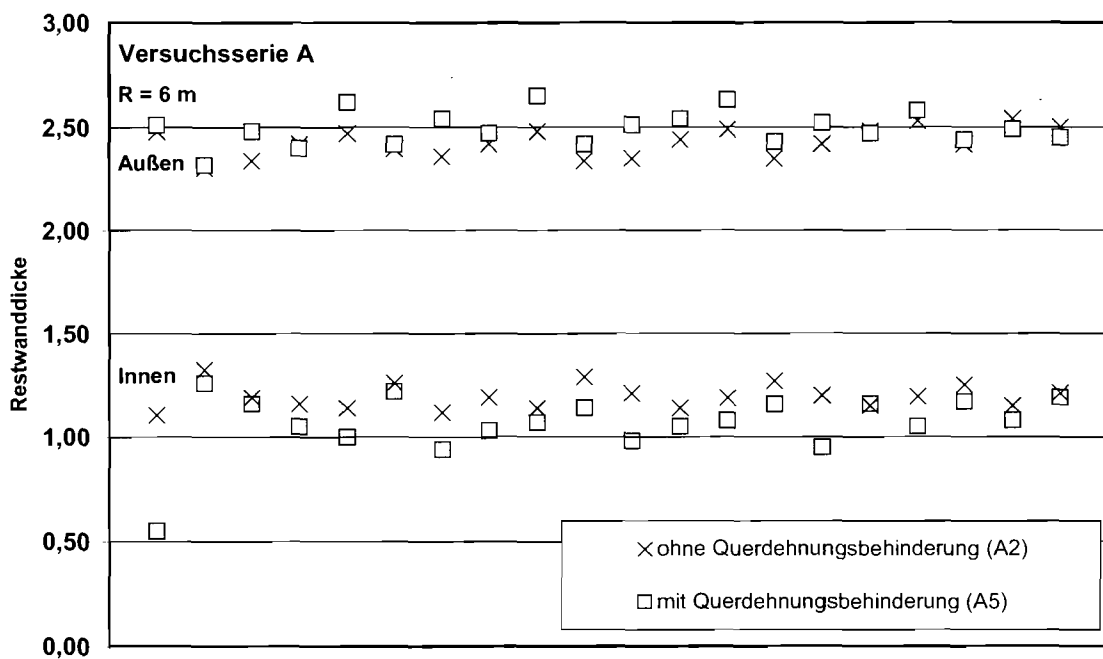 3,00
Versuchsserie A
R = 6 m
2,50
Außen
2,00
1,50
Innen
1,00
0,50
0,00
Restwanddicke
ohne Querdehnungsbehinderung (A2)
mit Querdehnungsbehinderung (A5)